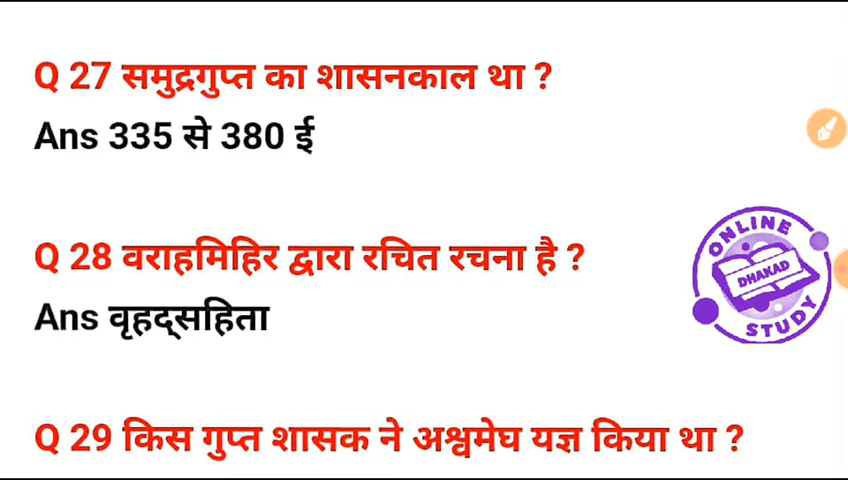 Q 27 समुद्रगुप्त का शासनकाल था ?
Ans 335 से 380 ई
Q 28 वराहमिहिर द्वारा रचित रचना है ?
Ans वृहद्सहिता
ONLINE
DHAKAD
STUDY
Q 29 किस गुप्त शासक ने अश्वमेघ यज्ञ किया था ?